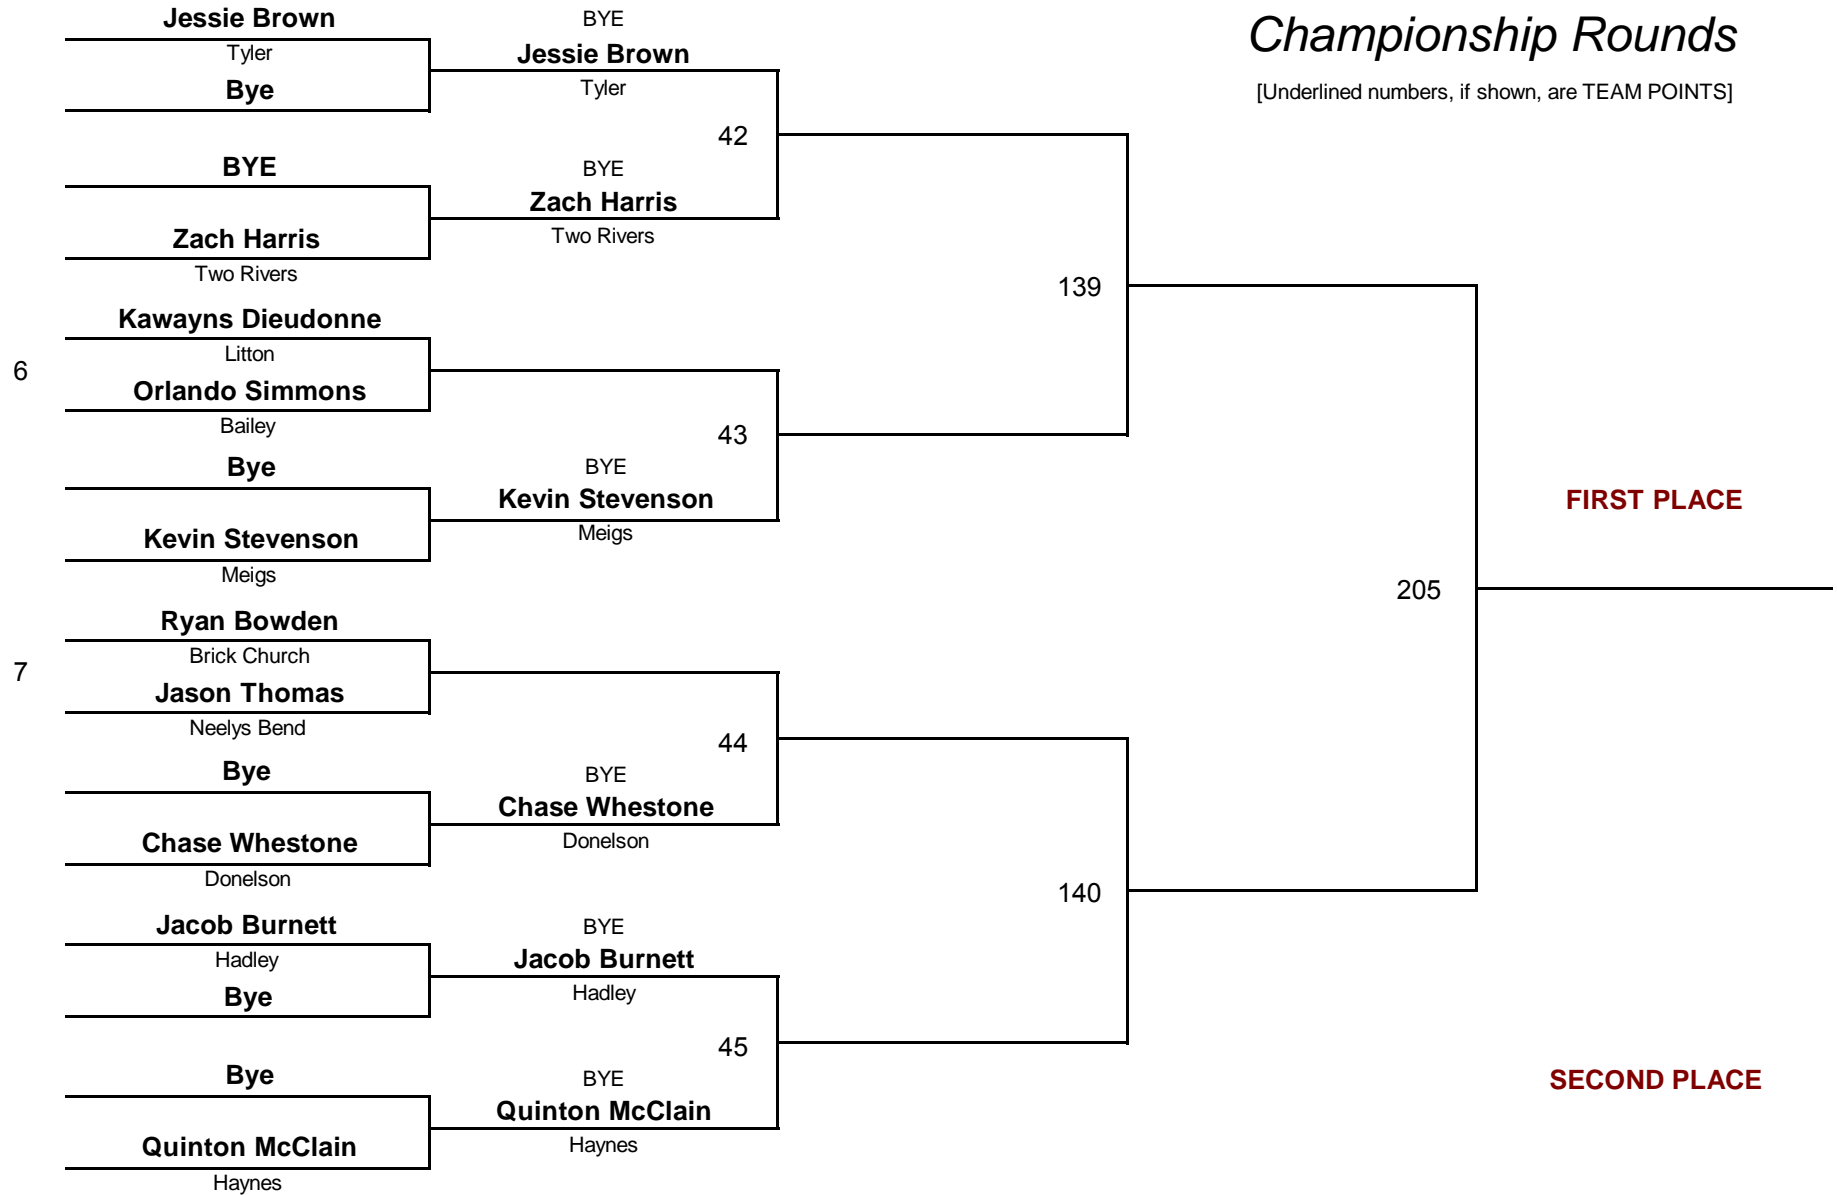 Jessie Brown
Tyler
Bye
BYE
Zach Harris
Two Rivers
6
Kawayns Dieudonne
Litton
Orlando Simmons
Bailey
Bye
Kevin Stevenson
Meigs
7
Ryan Bowden
Brick Church
Jason Thomas
Neelys Bend
Bye
Chase Whestone
Donelson
Jacob Burnett
Hadley
Bye
Bye
Quinton McClain
Haynes
BYE
Jessie Brown
Tyler
42
BYE
Zach Harris
Two Rivers
43
BYE
Kevin Stevenson
Meigs
44
BYE
Chase Whestone
Donelson
BYE
Jacob Burnett
Hadley
45
BYE
Quinton McClain
Haynes
139
140
Championship Rounds
[Underlined numbers, if shown, are TEAM POINTS]
205
FIRST PLACE
SECOND PLACE